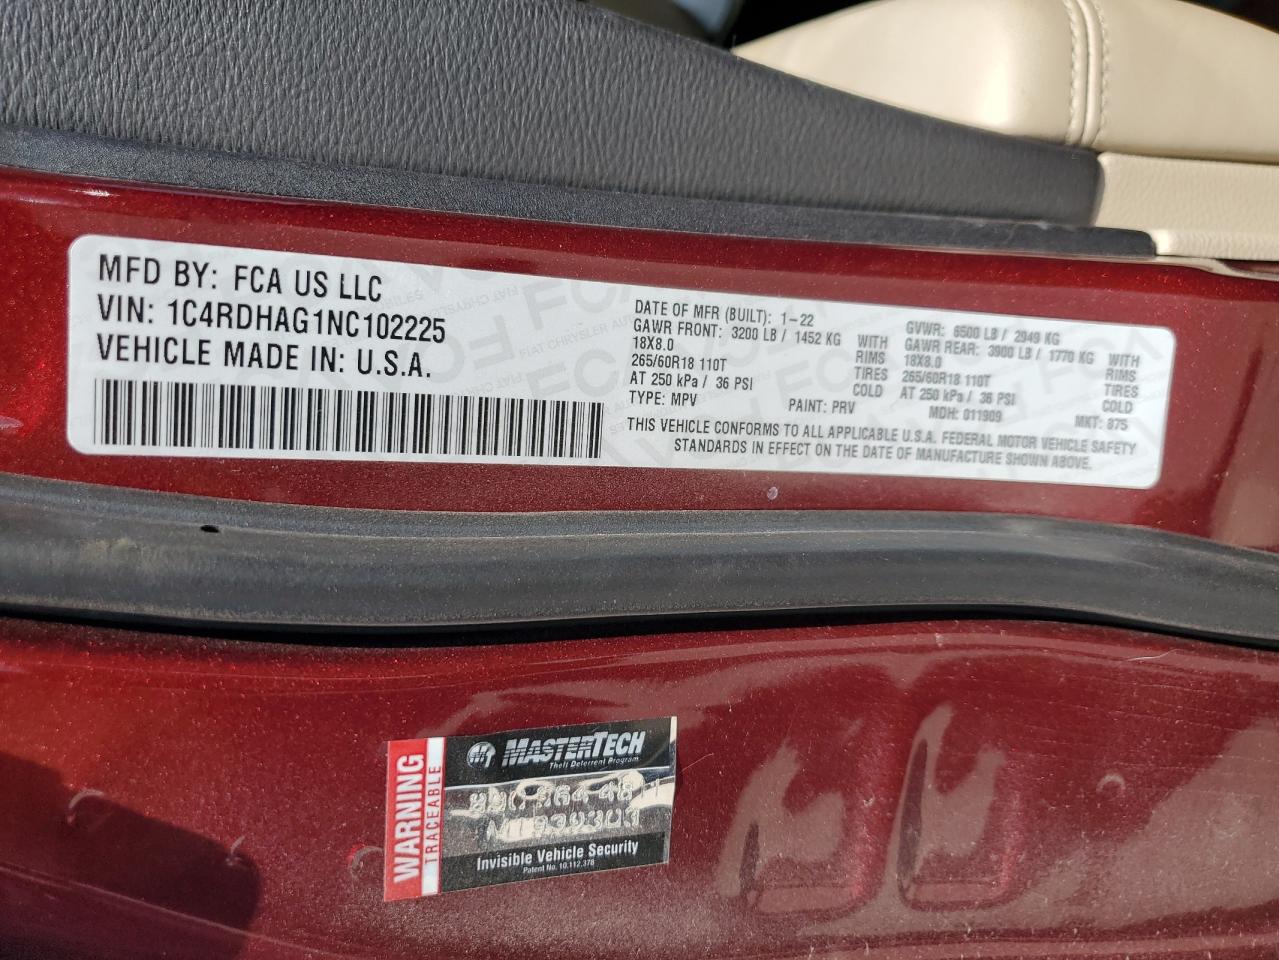 MFD BY: FCA US LLC
VIN: 1C4RDHAG1NC102225
VEHICLE MADE IN: U.S.A.
DATE OF MFR (BUILT): 1-22
GAWR FRONT: 3200 LB / 1452 KG WITH
18X8.0 RIMS
265/60R18 110T TIRES
AT 250 kPa / 36 PSI COLD
TYPE: MPV PAINT: PRV
GVWR: 6500 LB / 2949 KG
GAWR REAR: 3900 LB / 1770 KG WITH
18X8.0 RIMS
265/60R18 110T TIRES
AT 250 kPa / 36 PSI COLD
MDH: 011909 MKT: 875
THIS VEHICLE CONFORMS TO ALL APPLICABLE U.S.A. FEDERAL MOTOR VEHICLE SAFETY
STANDARDS IN EFFECT ON THE DATE OF MANUFACTURE SHOWN ABOVE.
WARNING
TRACEABLE
MT MASTERTECH
Theft Deterrent Program
Invisible Vehicle Security
Patent No. 10,112,378